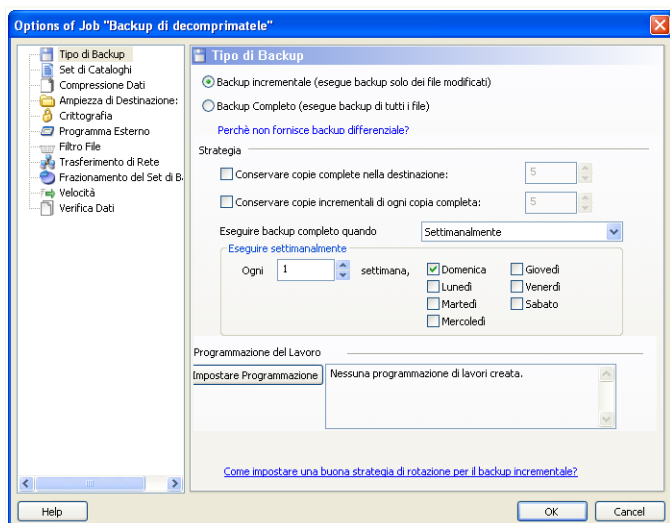 Options of Job "Backup di decomprimatele"
Tipo di Backup
Set di Cataloghi
Compressione Dati
Ampiezza di Destinazione:
Crittografia
Programma Esterno
Filtro File
Trasferimento di Rete
Frazionamento del Set di B
Velocità
Verifica Dati
Tipo di Backup
Backup incrementale (esegue backup solo dei file modificati)
Backup Completo (esegue backup di tutti i file)
Perchè non fornisce backup differenziale?
Strategia
Conservare copie complete nella destinazione: 5
Conservare copie incrementali di ogni copia completa: 5
Eseguire backup completo quando Settimanalmente
Eseguire settimanalmente
Ogni 1 settimana, Domenica Giovedì
Lunedì Venerdì
Martedì Sabato
Mercoledì
Programmazione del Lavoro
Impostare Programmazione Nessuna programmazione di lavori creata.
Come impostare una buona strategia di rotazione per il backup incrementale?
Help OK Cancel